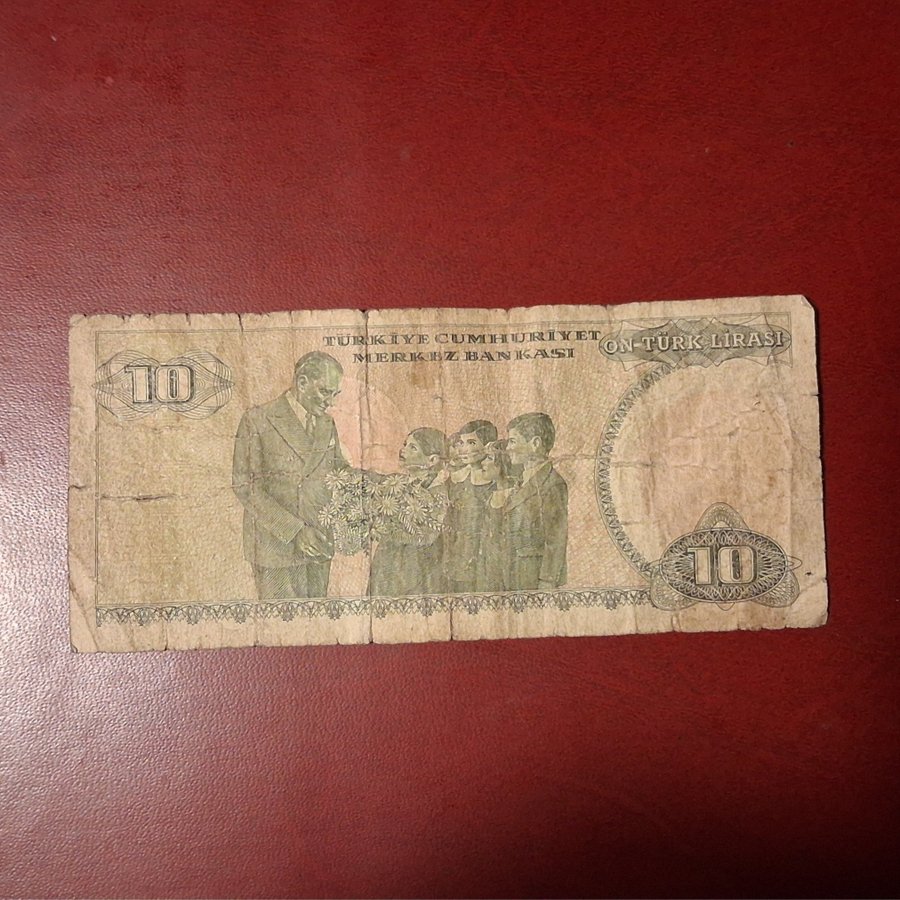 TÜRKİYE CUMHURİYET
MERKEZ BANKASI
ON-TÜRK LİRASI
10
10